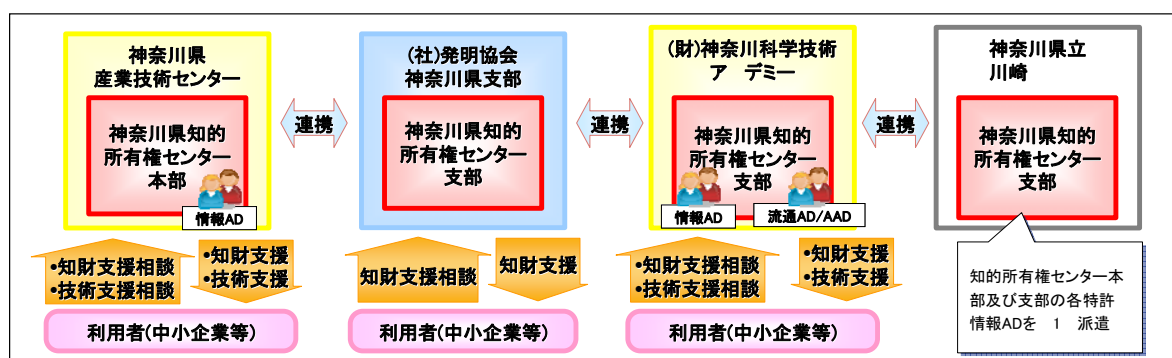 神奈川県
産業技術センター
神奈川県知的
所有権センター
本部
情報AD
連携
(社)発明協会
神奈川県支部
神奈川県知的
所有権センター
支部
連携
(財)神奈川科学技術
ア デミー
神奈川県知的
所有権センター
支部
情報AD
流通AD/AAD
連携
神奈川県立
川崎
神奈川県知的
所有権センター
支部
•知財支援相談
•技術支援相談
•知財支援
•技術支援
利用者(中小企業等)
知財支援相談
知財支援
利用者(中小企業等)
•知財支援相談
•技術支援相談
•知財支援
•技術支援
利用者(中小企業等)
知的所有権センター本
部及び支部の各特許
情報ADを 1 派遣